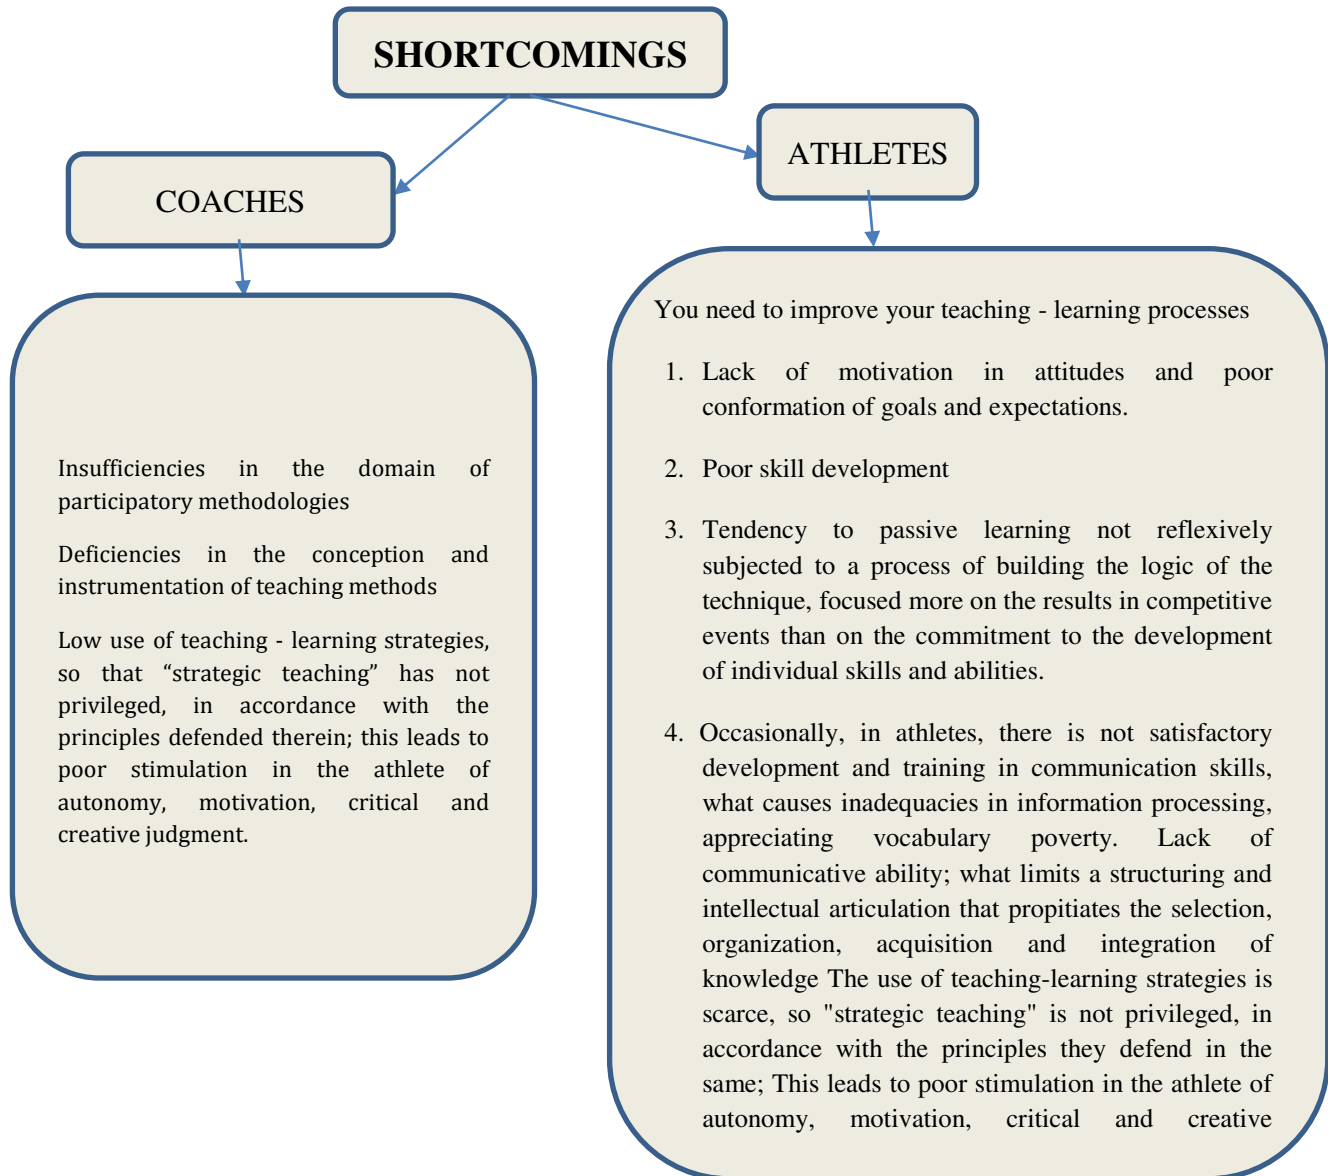 SHORTCOMINGS
COACHES
ATHLETES
Insufficiencies in the domain of
participatory methodologies
Deficiencies in the conception and
instrumentation of teaching methods
Low use of teaching - learning strategies,
so that “strategic teaching” has not
privileged, in accordance with the
principles defended therein; this leads to
poor stimulation in the athlete of
autonomy, motivation, critical and
creative judgment.
You need to improve your teaching - learning processes
1. Lack of motivation in attitudes and poor
conformation of goals and expectations.
2. Poor skill development
3. Tendency to passive learning not reflexively
subjected to a process of building the logic of the
technique, focused more on the results in competitive
events than on the commitment to the development
of individual skills and abilities.
4. Occasionally, in athletes, there is not satisfactory
development and training in communication skills,
what causes inadequacies in information processing,
appreciating vocabulary poverty. Lack of
communicative ability; what limits a structuring and
intellectual articulation that propitiates the selection,
organization, acquisition and integration of
knowledge The use of teaching-learning strategies is
scarce, so "strategic teaching" is not privileged, in
accordance with the principles they defend in the
same; This leads to poor stimulation in the athlete of
autonomy, motivation, critical and creative